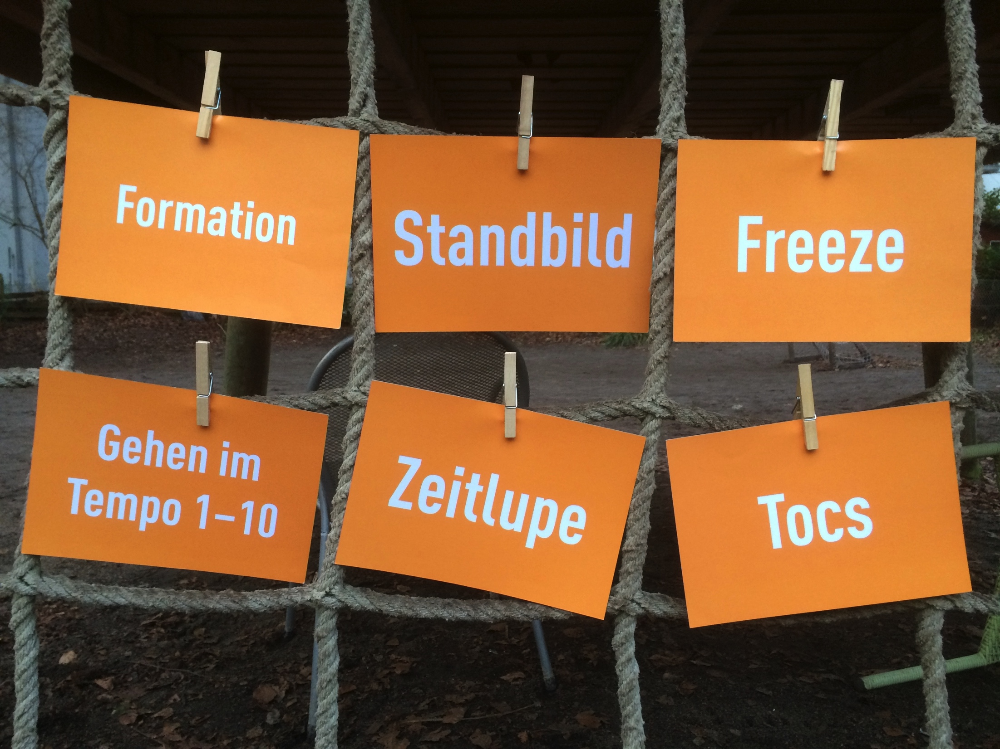 Formation
Standbild
Freeze
Gehen im
Tempo 1–10
Zeitlupe
Tocs